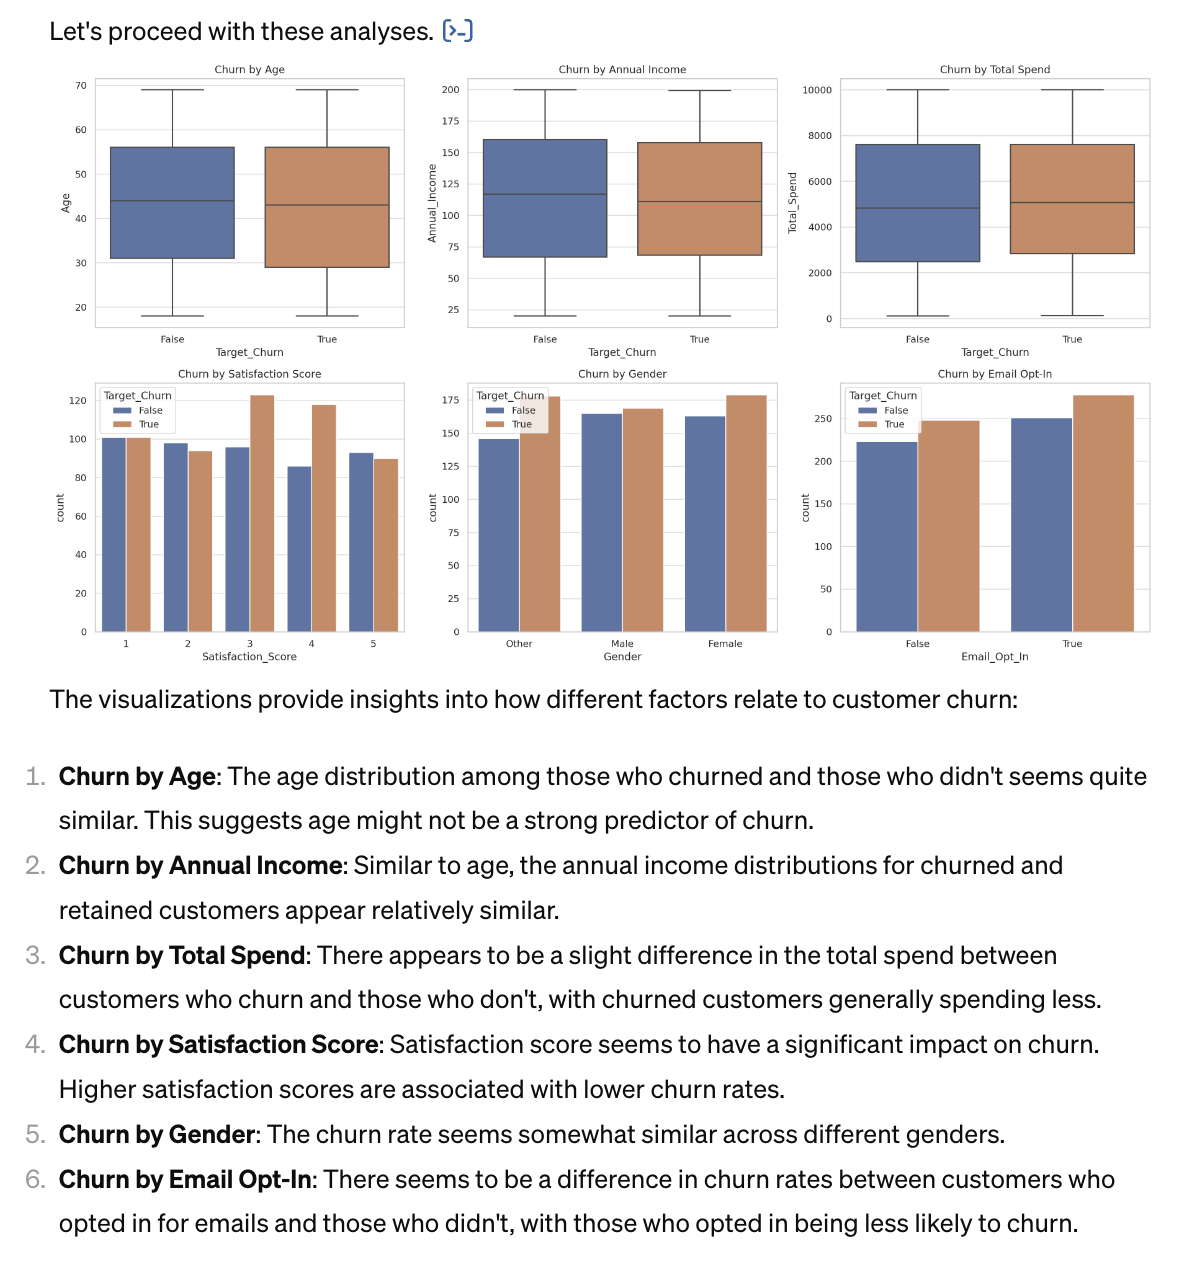 Let's proceed with these analyses. [>-]
Churn by Age
70
60
50
40
30
20
Age
False
True
Target_Churn
Churn by Annual Income
200
175
150
125
100
75
50
25
Annual_Income
False
True
Target_Churn
Churn by Total Spend
10000
8000
6000
4000
2000
0
Total_Spend
False
True
Target_Churn
Churn by Satisfaction Score
Target_Churn
False
True
120
100
80
60
40
20
0
count
1
2
3
4
5
Satisfaction_Score
Churn by Gender
Target_Churn
False
True
175
150
125
100
75
50
25
0
count
Other
Male
Female
Gender
Churn by Email Opt-In
Target_Churn
False
True
250
200
150
100
50
0
count
False
True
Email_Opt_In
The visualizations provide insights into how different factors relate to customer churn:
1. Churn by Age: The age distribution among those who churned and those who didn't seems quite
similar. This suggests age might not be a strong predictor of churn.
2. Churn by Annual Income: Similar to age, the annual income distributions for churned and
retained customers appear relatively similar.
3. Churn by Total Spend: There appears to be a slight difference in the total spend between
customers who churn and those who don't, with churned customers generally spending less.
4. Churn by Satisfaction Score: Satisfaction score seems to have a significant impact on churn.
Higher satisfaction scores are associated with lower churn rates.
5. Churn by Gender: The churn rate seems somewhat similar across different genders.
6. Churn by Email Opt-In: There seems to be a difference in churn rates between customers who
opted in for emails and those who didn't, with those who opted in being less likely to churn.